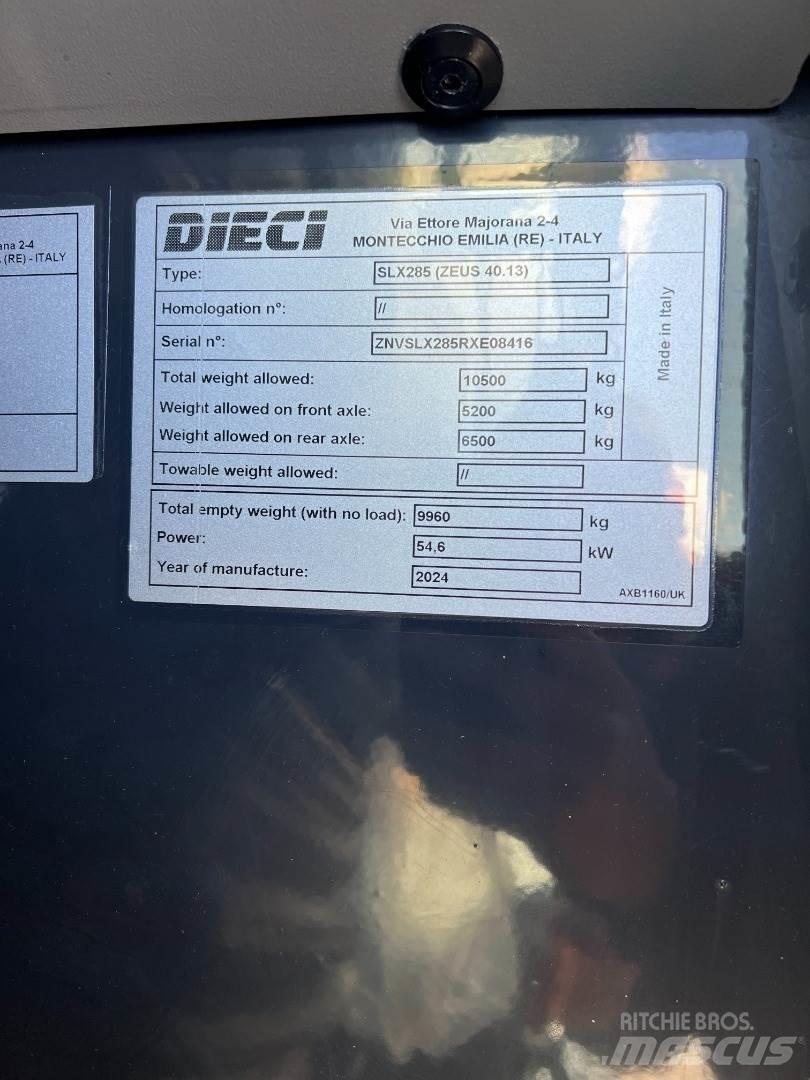 ana 2-4
(RE) - ITALY
DIECI
Via Ettore Majorana 2-4
MONTECCHIO EMILIA (RE) - ITALY
Type: SLX285 (ZEUS 40.13)
Homologation n°: //
Serial n°: ZNVSLX285RXE08416
Made in Italy
Total weight allowed: 10500 kg
Weight allowed on front axle: 5200 kg
Weight allowed on rear axle: 6500 kg
Towable weight allowed: //
Total empty weight (with no load): 9960 kg
Power: 54,6 kW
Year of manufacture: 2024
AXB1160/UK
RITCHIE BROS.
mascus